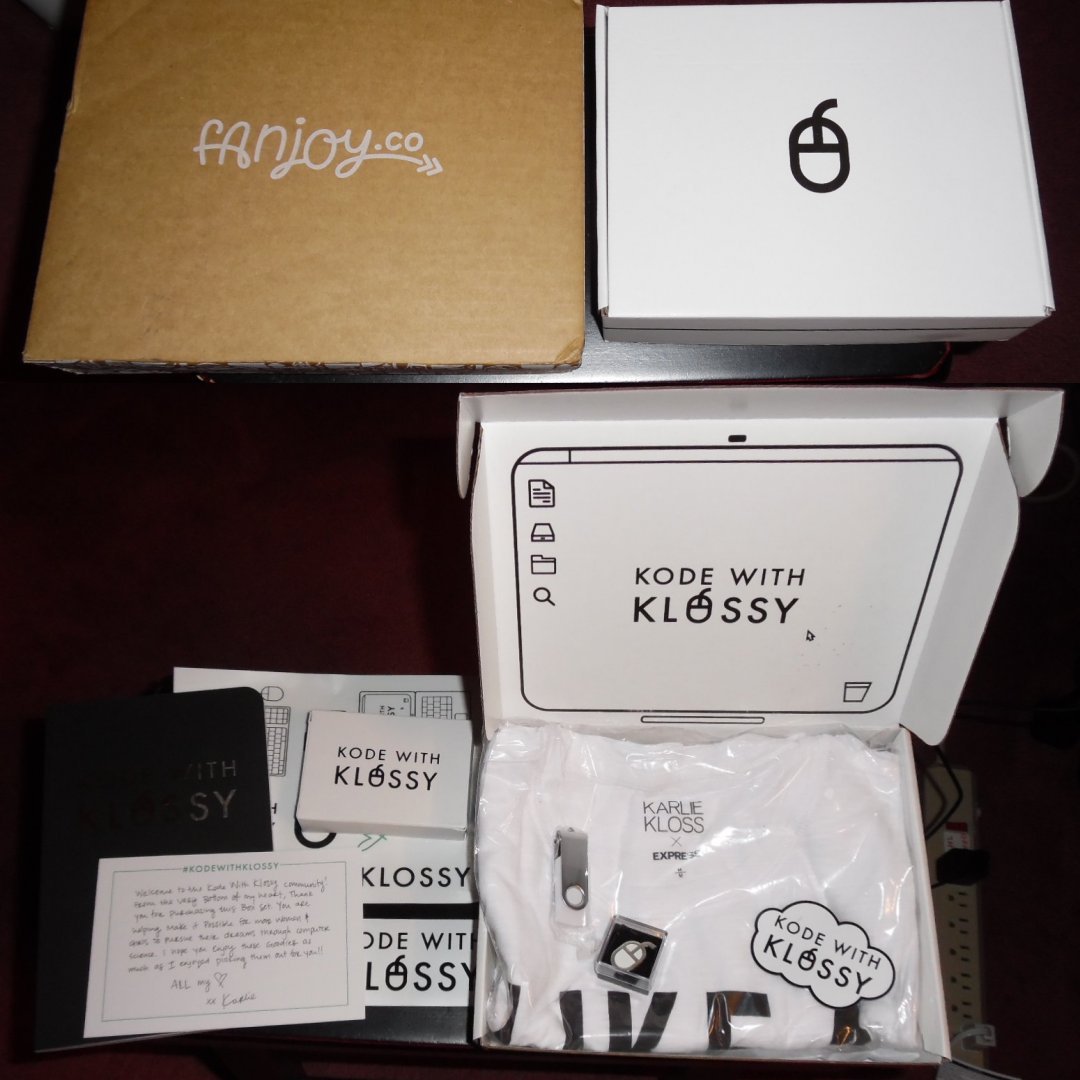 fanjoy.co
KODE WITH
KLOSSY
KODE WITH
KLOSSY
KODE WITH
KLOSSY
KARLIE
KLOSS
X
EXPRESS
KODE WITH
KLOSSY
#KODEWITHKLOSSY
Welcome to the Kode With Klossy community!
From the very bottom of my heart, Thank
you for purchasing this Box Set. You are
helping make it possible for more women &
girls to pursue their dreams through computer
science. I hope you enjoy these goodies as
much as I enjoyed picking them out for you!!
ALL my ♡
xx Karlie
KLOSSY
ODE WITH
KLOSSY